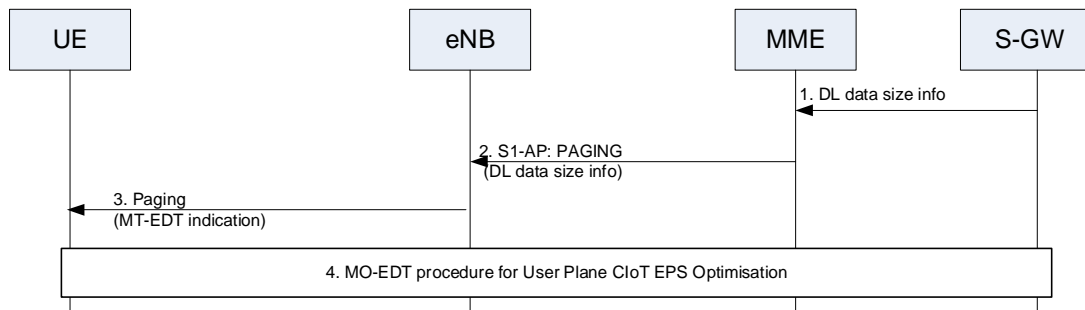 UE
eNB
MME
S-GW
1. DL data size info
2. S1-AP: PAGING
(DL data size info)
3. Paging
(MT-EDT indication)
4. MO-EDT procedure for User Plane CIoT EPS Optimisation